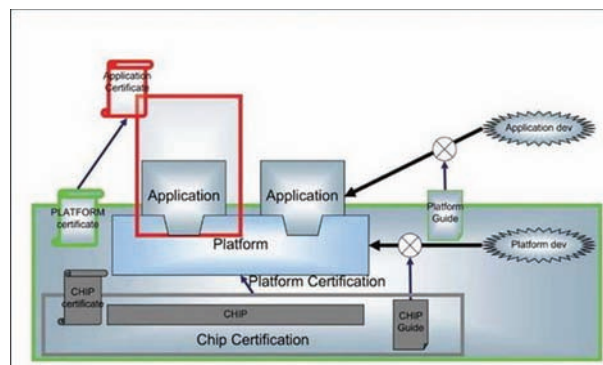 Application
Certificate
Application dev
Application
Application
PLATFORM
certificate
Platform
Guide
Platform
Platform dev
Platform Certification
CHIP
certificate
CHIP
CHIP
Guide
Chip Certification